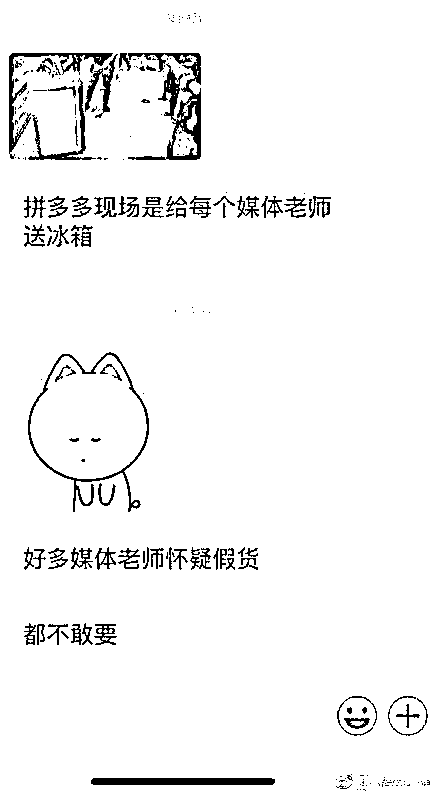 拼多多现场是给每个媒体老师
送冰箱
好多媒体老师怀疑假货
都不敢要